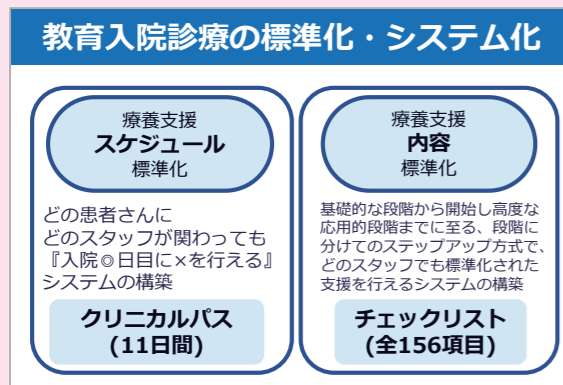 教育入院診療の標準化・システム化
療養支援
スケジュール
標準化
どの患者さんに
どのスタッフが関わっても
『入院◎日目に×を行える』
システムの構築
クリニカルパス
(11日間)
療養支援
内容
標準化
基礎的な段階から開始し高度な
応用的段階までに至る、段階に
分けてのステップアップ方式で、
どのスタッフでも標準化された
支援を行えるシステムの構築
チェックリスト
(全156項目)